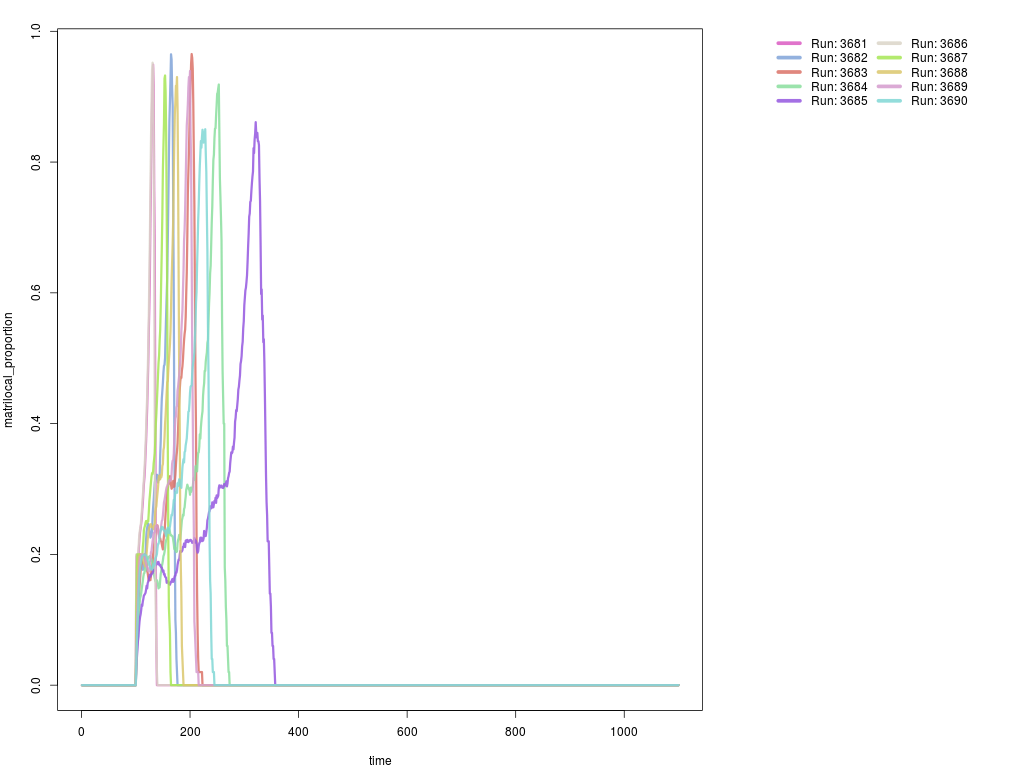 1.0
0.8
0.6
0.4
0.2
0.0
matrilocal_proportion
0 200 400 600 800 1000
time
Run: 3681 Run: 3686
Run: 3682 Run: 3687
Run: 3683 Run: 3688
Run: 3684 Run: 3689
Run: 3685 Run: 3690